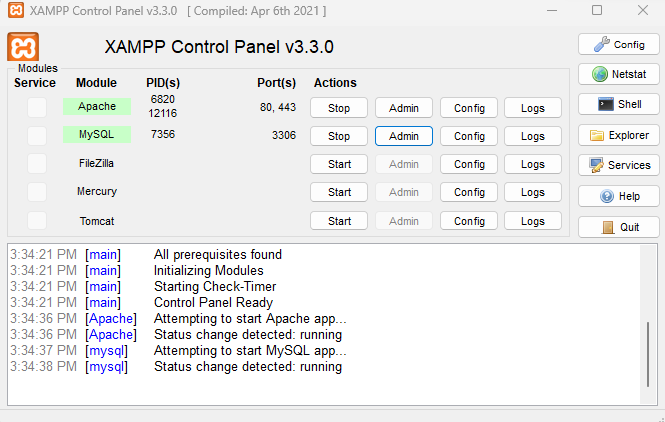 XAMPP Control Panel v3.3.0 [ Compiled: Apr 6th 2021 ]
XAMPP Control Panel v3.3.0
Config
Modules
Service Module PID(s) Port(s) Actions
Netstat
Apache 6820 12116 80, 443 Stop Admin Config Logs
Shell
MySQL 7356 3306 Stop Admin Config Logs
Explorer
FileZilla Start Admin Config Logs
Services
Mercury Start Admin Config Logs
Help
Tomcat Start Admin Config Logs
Quit
3:34:21 PM [main] All prerequisites found
3:34:21 PM [main] Initializing Modules
3:34:21 PM [main] Starting Check-Timer
3:34:21 PM [main] Control Panel Ready
3:34:36 PM [Apache] Attempting to start Apache app...
3:34:36 PM [Apache] Status change detected: running
3:34:37 PM [mysql] Attempting to start MySQL app...
3:34:38 PM [mysql] Status change detected: running